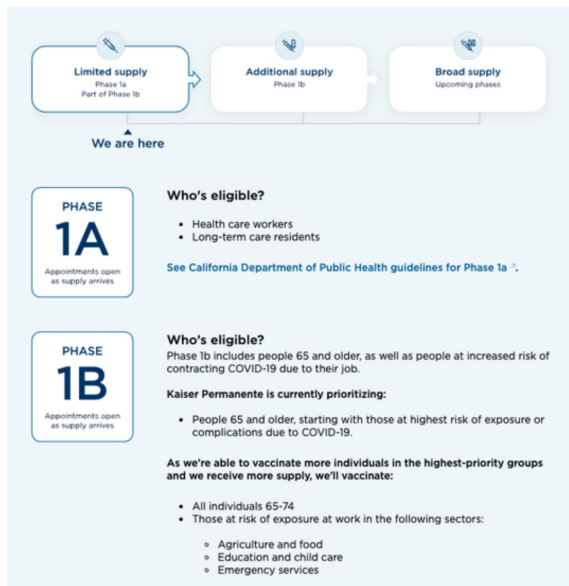 Limited supply
Phase 1a
Part of Phase 1b
Additional supply
Phase 1b
Broad supply
Upcoming phases
We are here
PHASE
1A
Appointments open
as supply arrives
Who's eligible?
• Health care workers
• Long-term care residents
See California Department of Public Health guidelines for Phase 1a ↗.
PHASE
1B
Appointments open
as supply arrives
Who's eligible?
Phase 1b includes people 65 and older, as well as people at increased risk of
contracting COVID-19 due to their job.
Kaiser Permanente is currently prioritizing:
• People 65 and older, starting with those at highest risk of exposure or
complications due to COVID-19.
As we're able to vaccinate more individuals in the highest-priority groups
and we receive more supply, we'll vaccinate:
• All individuals 65-74
• Those at risk of exposure at work in the following sectors:
◦ Agriculture and food
◦ Education and child care
◦ Emergency services